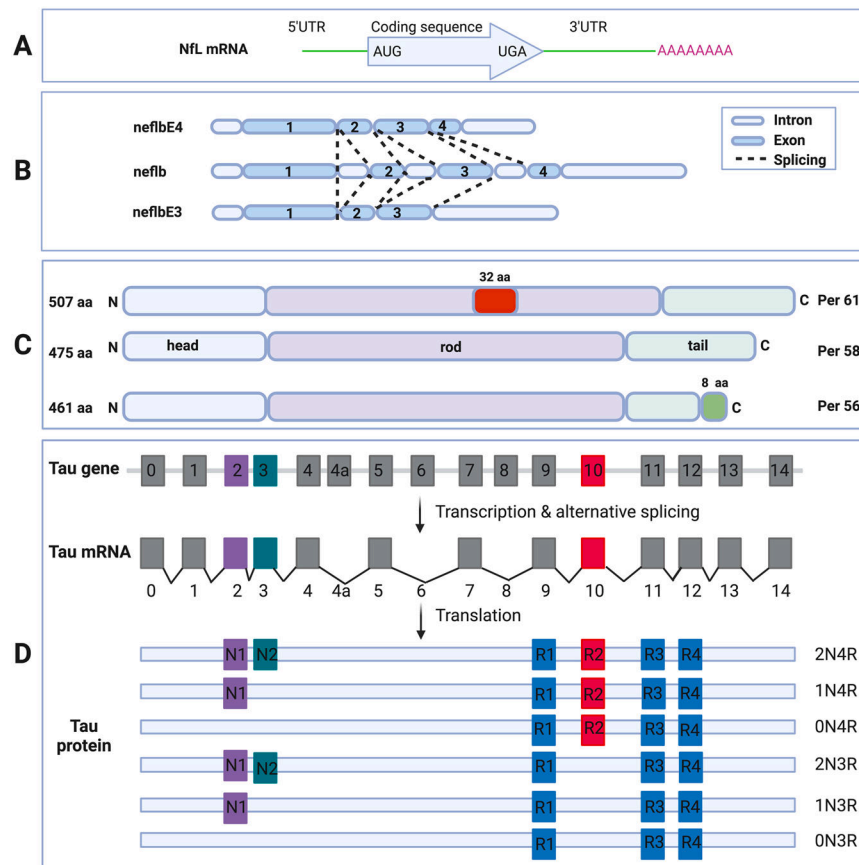 A
NfL mRNA
5'UTR
Coding sequence
3'UTR
AUG
UGA
AAAAAAAA
B
neflbE4
1 2 3 4
neflb
1 2 3 4
neflbE3
1 2 3
Intron
Exon
Splicing
C
32 aa
507 aa N C Per 61
475 aa N head rod tail C Per 58
8 aa
461 aa N C Per 56
D
Tau gene 0 1 2 3 4 4a 5 6 7 8 9 10 11 12 13 14
Transcription & alternative splicing
Tau mRNA
0 1 2 3 4 4a 5 6 7 8 9 10 11 12 13 14
Translation
Tau
protein
N1 N2 R1 R2 R3 R4 2N4R
N1 R1 R2 R3 R4 1N4R
R1 R2 R3 R4 0N4R
N1 N2 R1 R3 R4 2N3R
N1 R1 R3 R4 1N3R
R1 R3 R4 0N3R